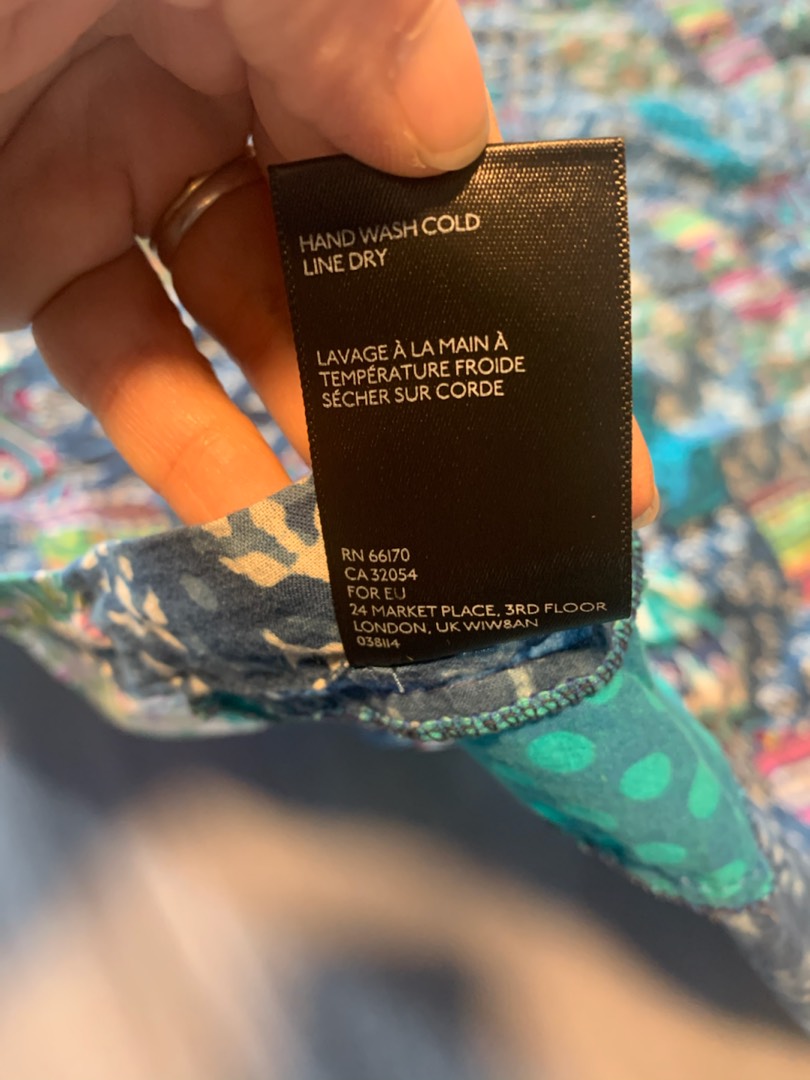 HAND WASH COLD
LINE DRY
LAVAGE À LA MAIN À
TEMPÉRATURE FROIDE
SÉCHER SUR CORDE
RN 66170
CA 32054
FOR EU
24 MARKET PLACE, 3RD FLOOR
LONDON, UK W1W8AN
038114